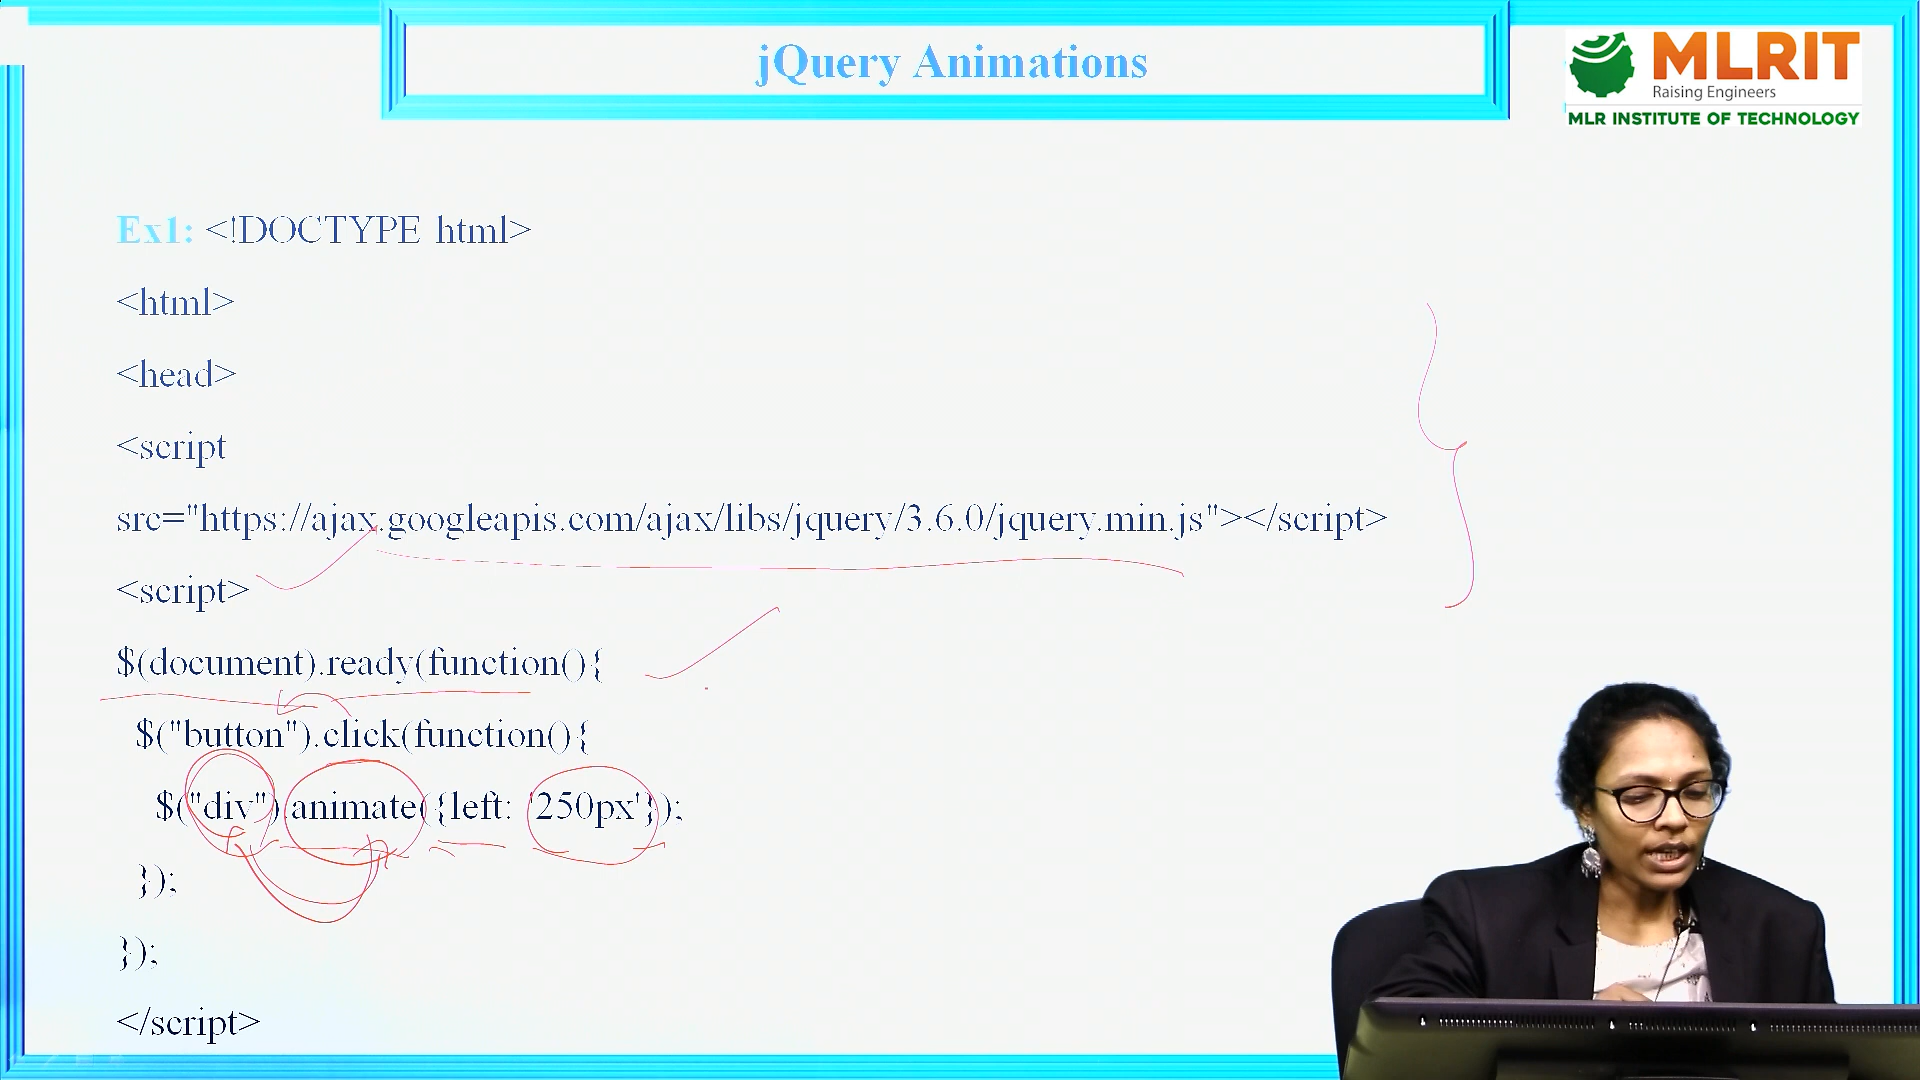 jQuery Animations
MLRIT
Raising Engineers
MLR INSTITUTE OF TECHNOLOGY
Ex1: <!DOCTYPE html>
<html>
<head>
<script
src="https://ajax.googleapis.com/ajax/libs/jquery/3.6.0/jquery.min.js"></script>
<script>
$(document).ready(function(){
$("button").click(function(){
$("div").animate({left: '250px'});
});
});
</script>